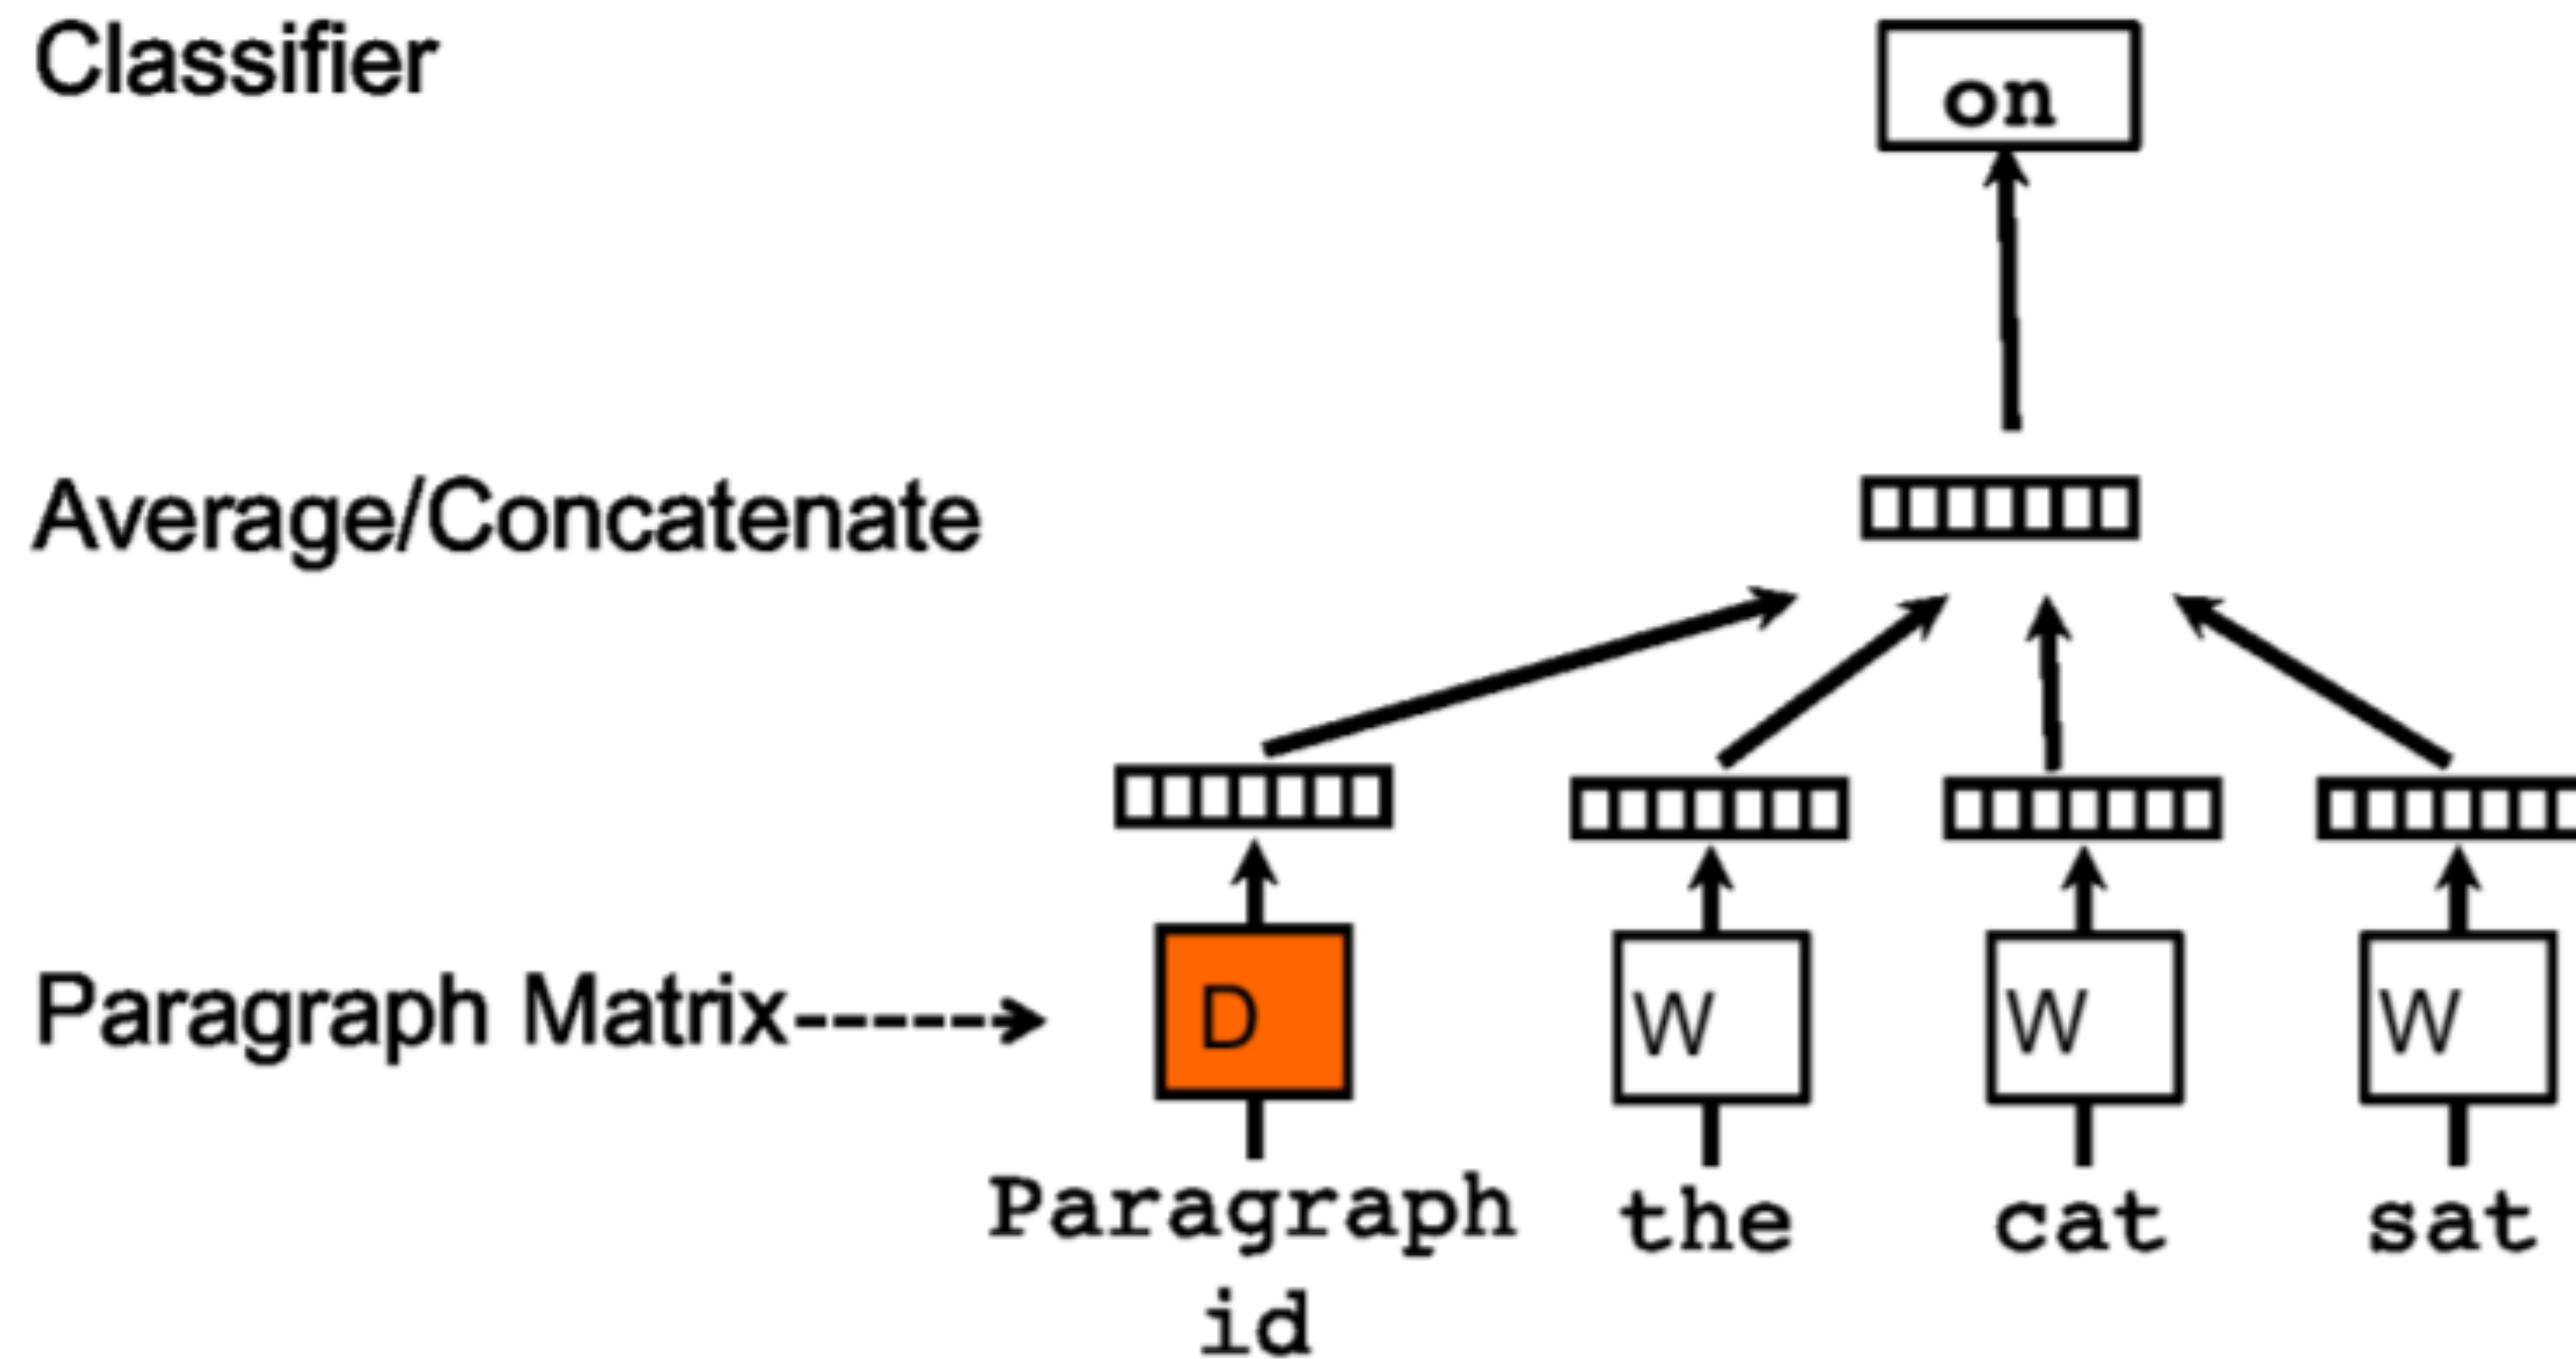 Classifier
on
Average/Concatenate
Paragraph Matrix------>
D W W W
Paragraph the cat sat
id